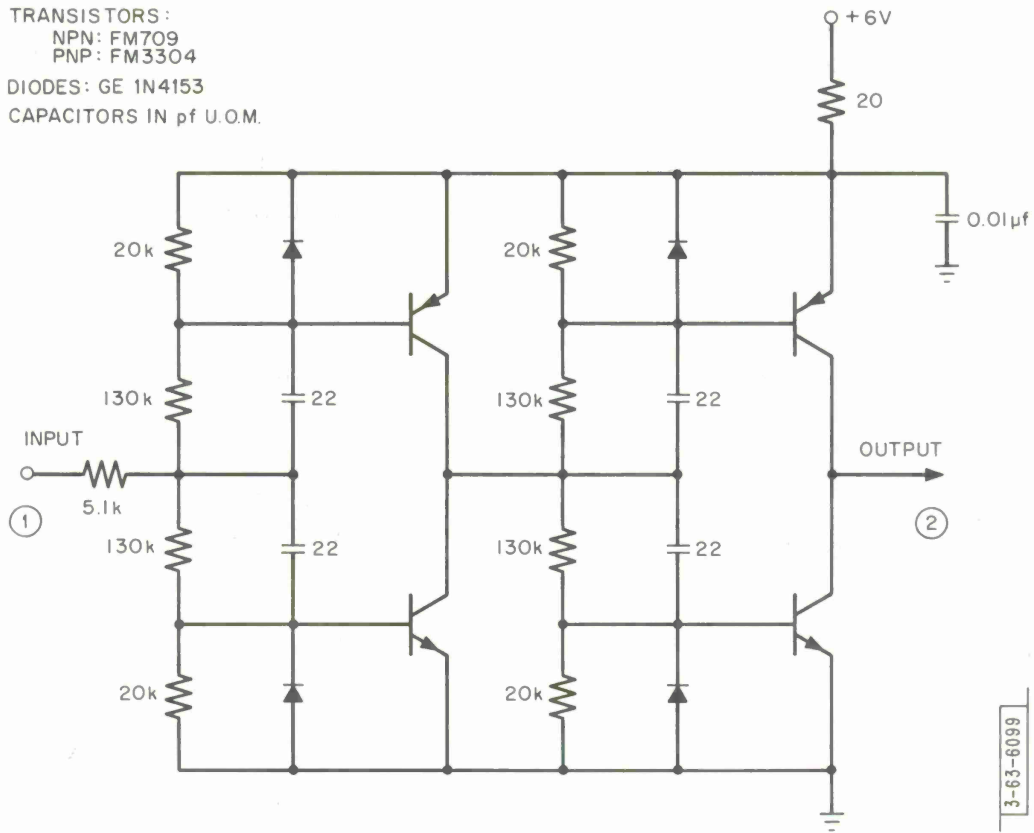 TRANSISTORS:
NPN: FM709
PNP: FM3304
DIODES: GE 1N4153
CAPACITORS IN pf U.O.M.
+6V
20
0.01µf
20k
20k
130k
22
130k
22
INPUT
OUTPUT
5.1k
1
2
130k
22
130k
22
20k
20k
3-63-6099